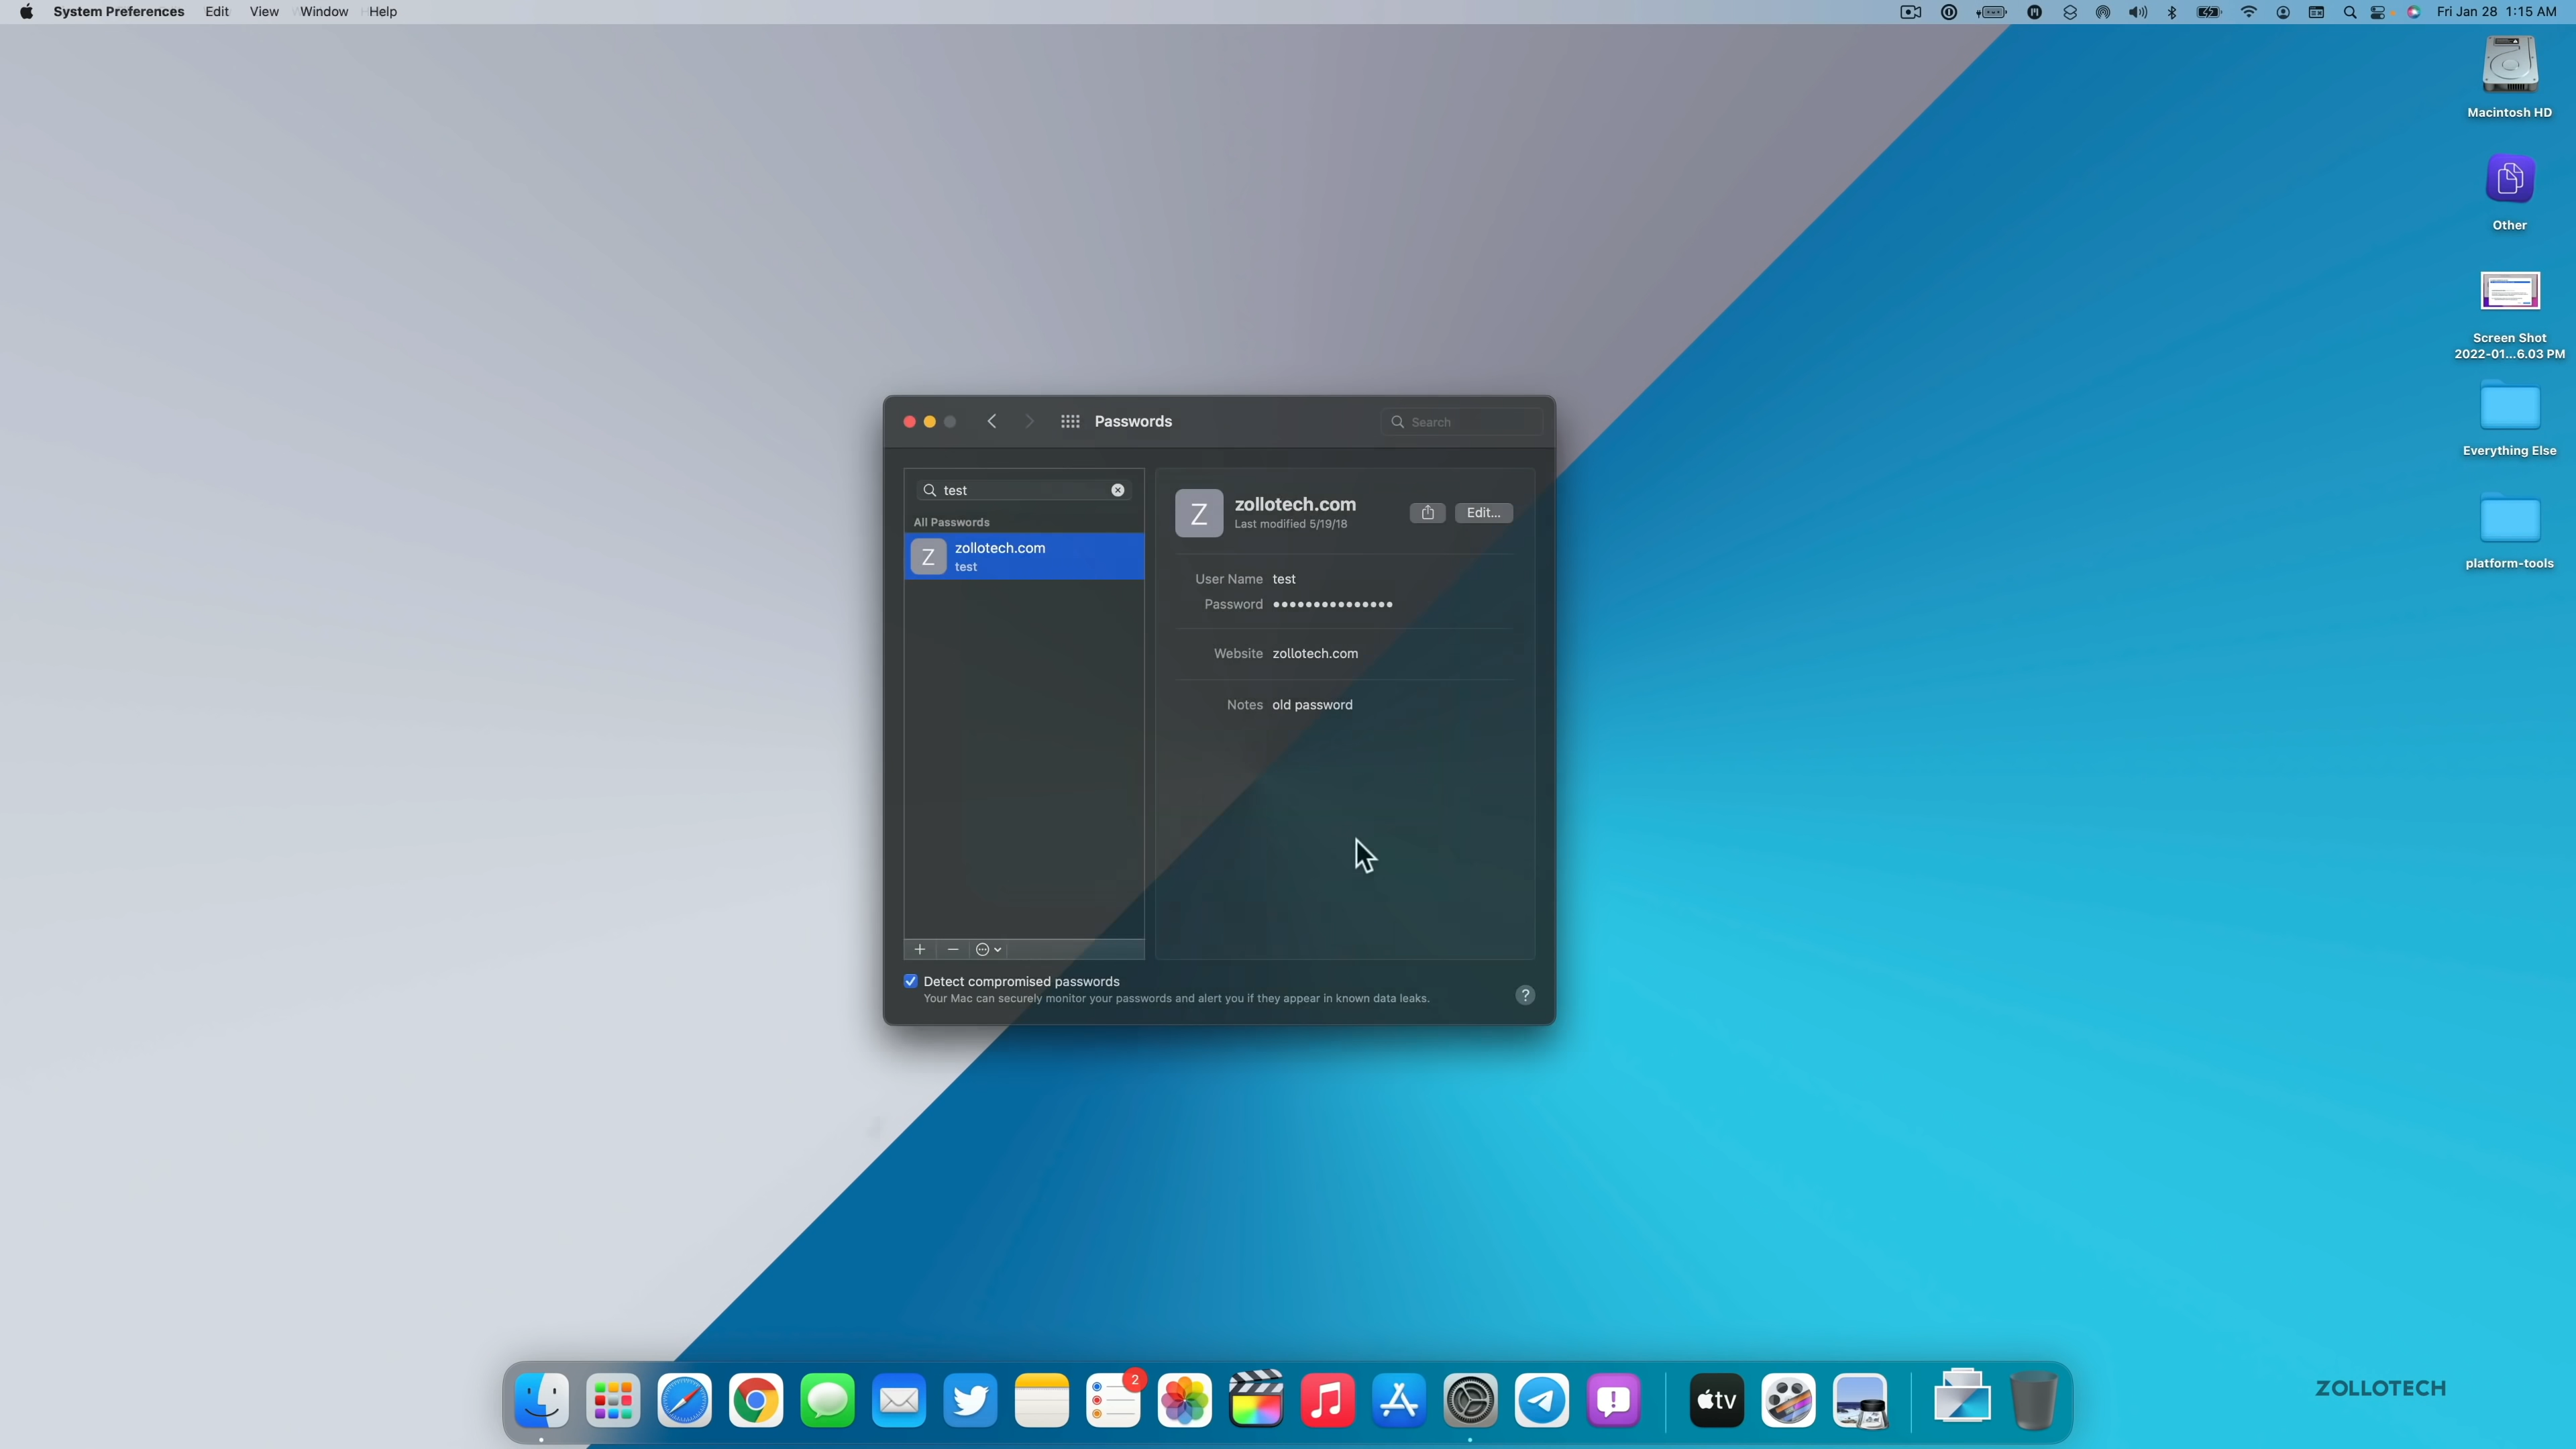 System Preferences Edit View Window Help
Fri Jan 28 1:15 AM
Macintosh HD
Other
Screen Shot
2022-01...6.03 PM
Everything Else
platform-tools
Passwords
Search
test
All Passwords
Z
zollotech.com
test
Z
zollotech.com
Last modified 5/19/18
Edit...
User Name test
Password ●●●●●●●●●●●●●●●
Website zollotech.com
Notes old password
Detect compromised passwords
Your Mac can securely monitor your passwords and alert you if they appear in known data leaks.
?
2
tv
ZOLLOTECH